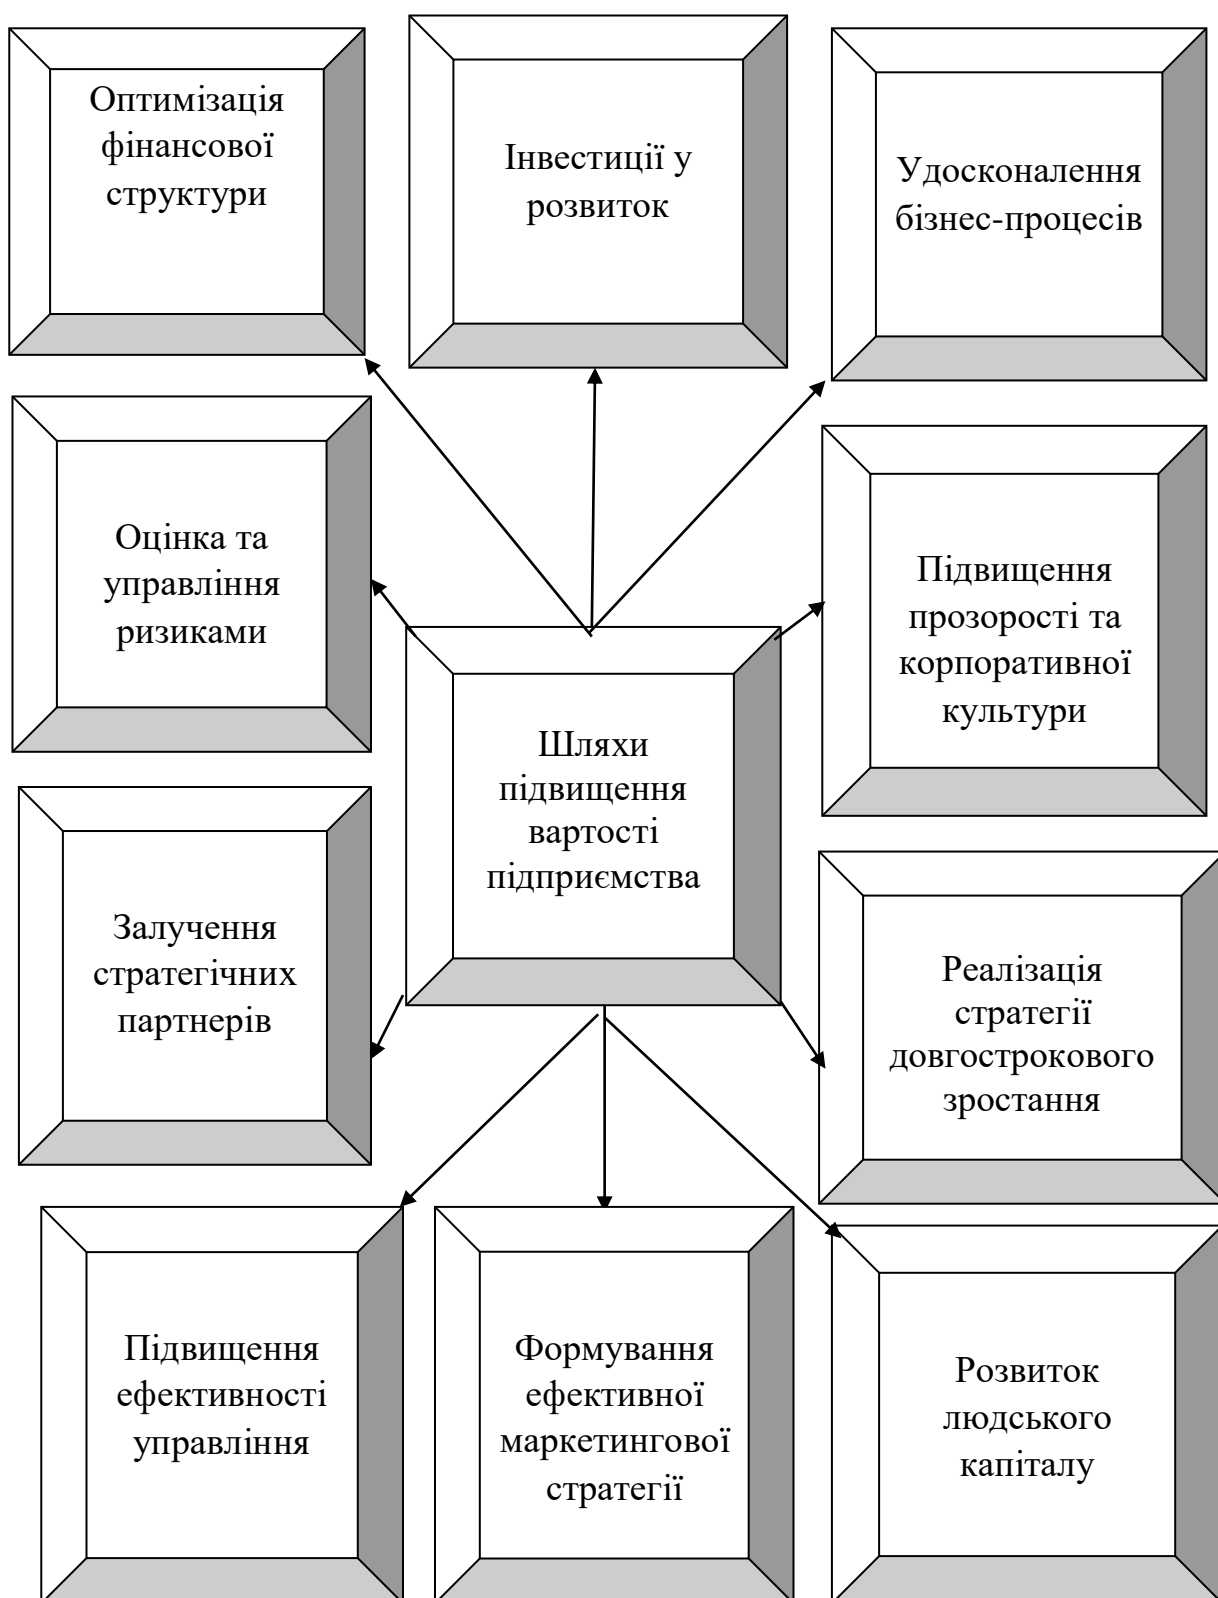 Оптимізація
фінансової
структури
Інвестиції у
розвиток
Удосконалення
бізнес-процесів
Оцінка та
управління
ризиками
Підвищення
прозорості та
корпоративної
культури
Шляхи
підвищення
вартості
підприємства
Залучення
стратегічних
партнерів
Реалізація
стратегії
довгострокового
зростання
Підвищення
ефективності
управління
Формування
ефективної
маркетингової
стратегії
Розвиток
людського
капіталу